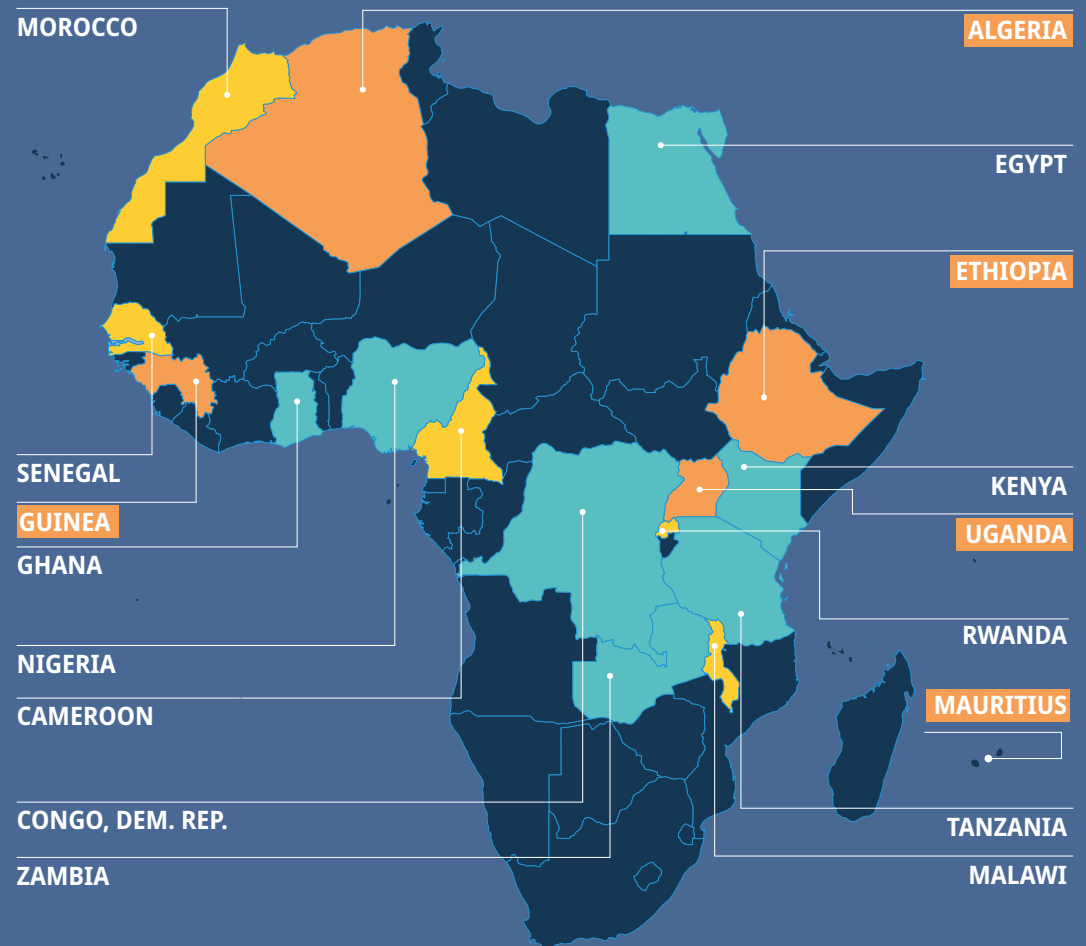 MOROCCO
ALGERIA
EGYPT
ETHIOPIA
SENEGAL
KENYA
GUINEA
UGANDA
GHANA
RWANDA
NIGERIA
MAURITIUS
CAMEROON
CONGO, DEM. REP.
TANZANIA
ZAMBIA
MALAWI